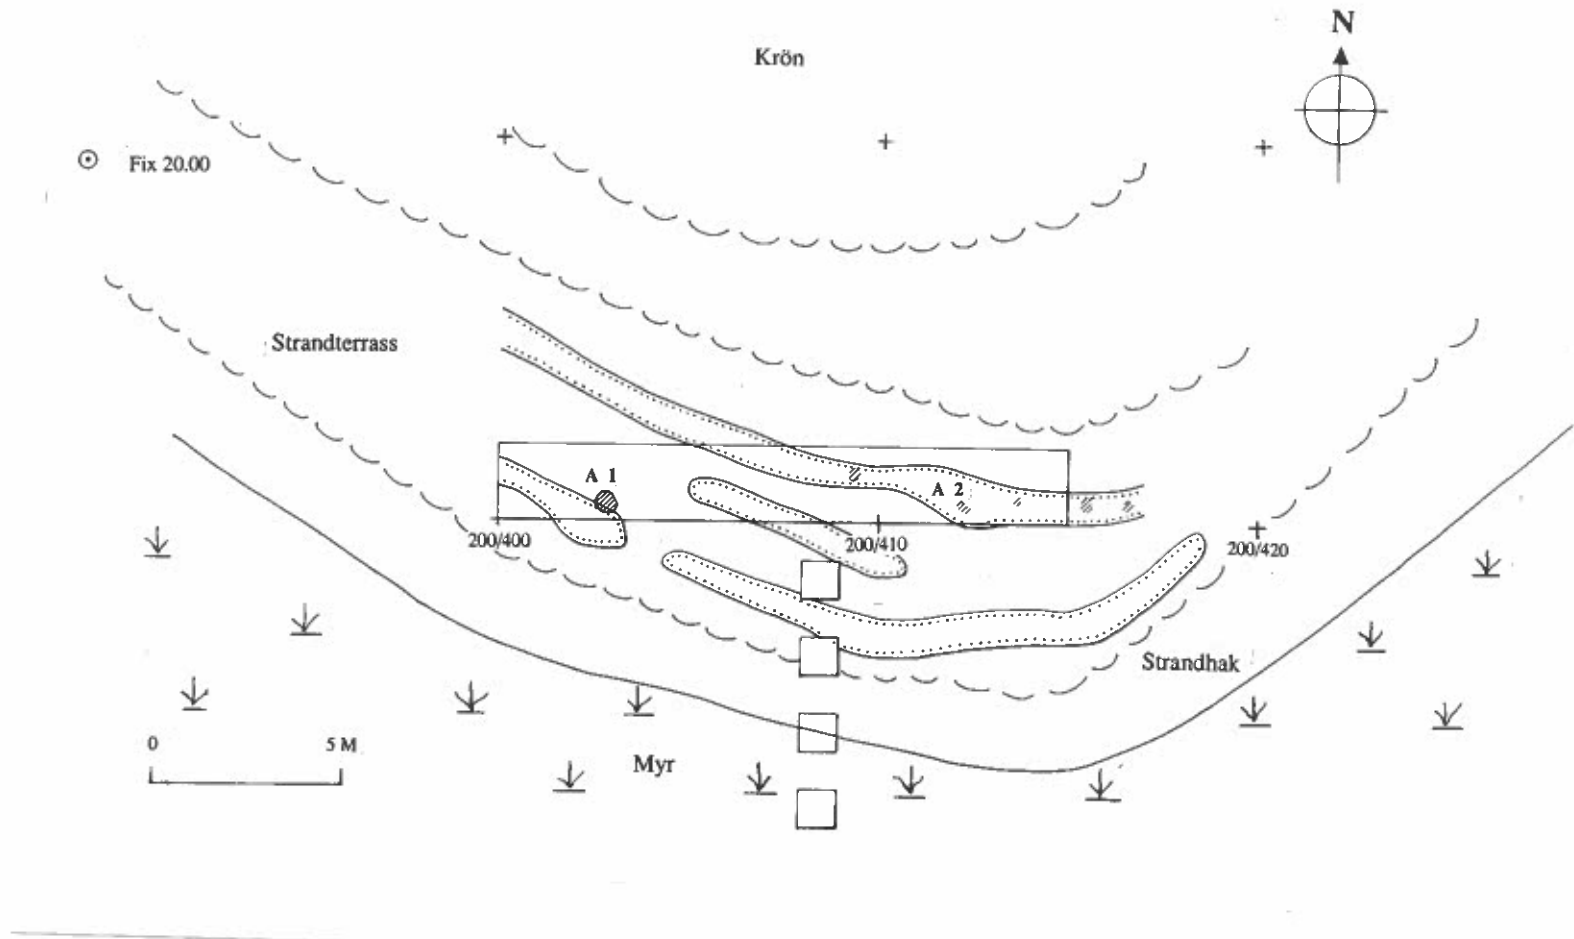 N
Krön
Fix 20.00
Strandterrass
A 1
A 2
200/400
200/410
200/420
Strandhak
0 5 M
Myr